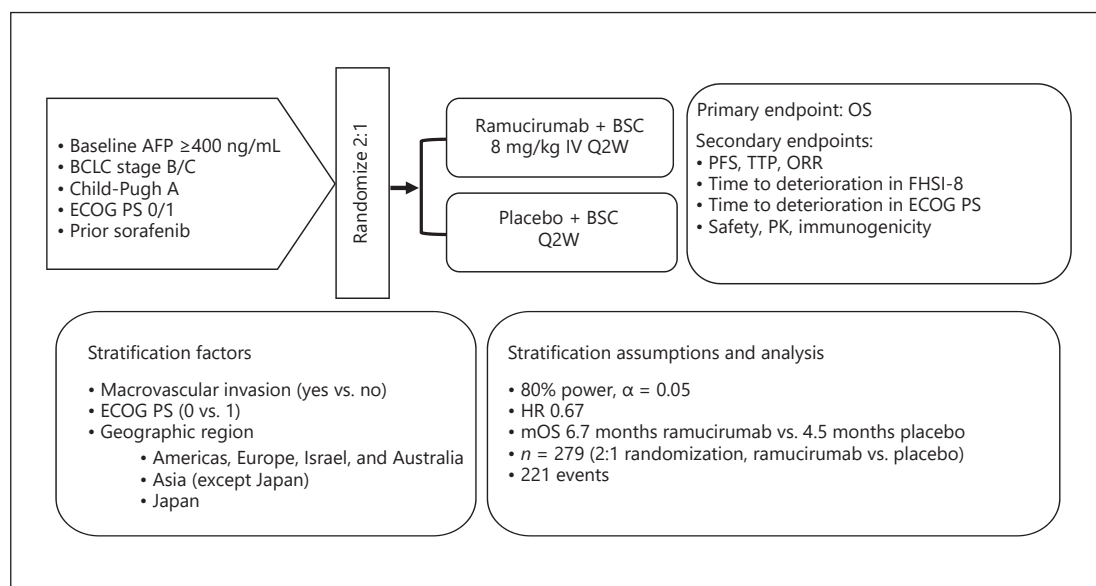 • Baseline AFP ≥400 ng/mL
• BCLC stage B/C
• Child-Pugh A
• ECOG PS 0/1
• Prior sorafenib
Randomize 2:1
Ramucirumab + BSC
8 mg/kg IV Q2W
Placebo + BSC
Q2W
Primary endpoint: OS
Secondary endpoints:
• PFS, TTP, ORR
• Time to deterioration in FHSI-8
• Time to deterioration in ECOG PS
• Safety, PK, immunogenicity
Stratification factors
• Macrovascular invasion (yes vs. no)
• ECOG PS (0 vs. 1)
• Geographic region
• Americas, Europe, Israel, and Australia
• Asia (except Japan)
• Japan
Stratification assumptions and analysis
• 80% power, α = 0.05
• HR 0.67
• mOS 6.7 months ramucirumab vs. 4.5 months placebo
• n = 279 (2:1 randomization, ramucirumab vs. placebo)
• 221 events